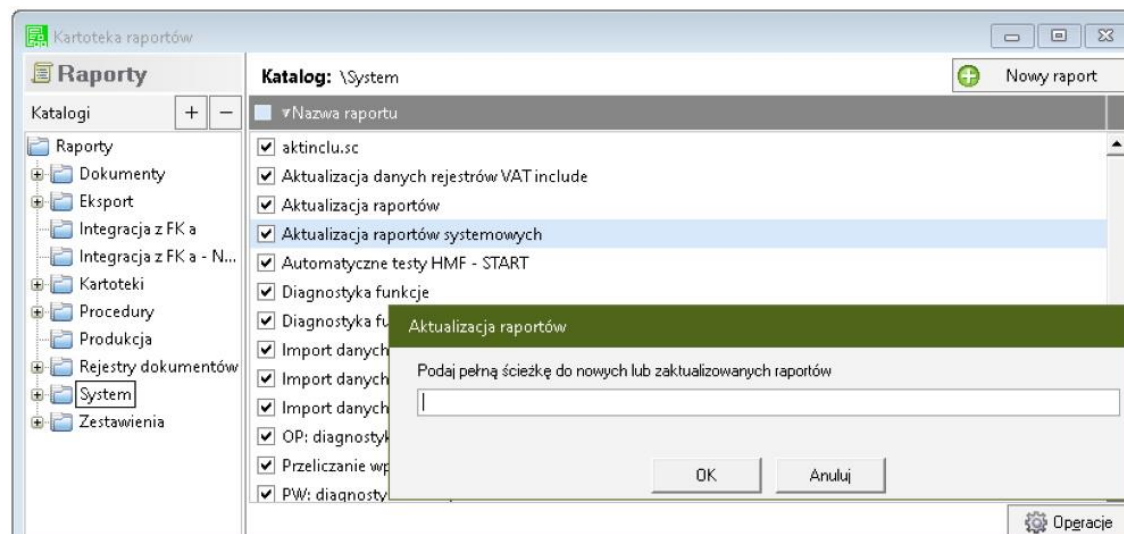 Kartoteka raportów
Raporty
Katalog: \System
Nowy raport
Katalogi
+ −
Nazwa raportu
Raporty
Dokumenty
Eksport
Integracja z FK a
Integracja z FK a - N...
Kartoteki
Procedury
Produkcja
Rejestry dokumentów
System
Zestawienia
aktinclu.sc
Aktualizacja danych rejestrów VAT include
Aktualizacja raportów
Aktualizacja raportów systemowych
Automatyczne testy HMF - START
Diagnostyka funkcje
Diagnostyka fu
Import danych
Import danych
Import danych
OP: diagnostyk
Przeliczanie wp
PW: diagnosty
Aktualizacja raportów
Podaj pełną ścieżkę do nowych lub zaktualizowanych raportów
OK
Anuluj
Operacje